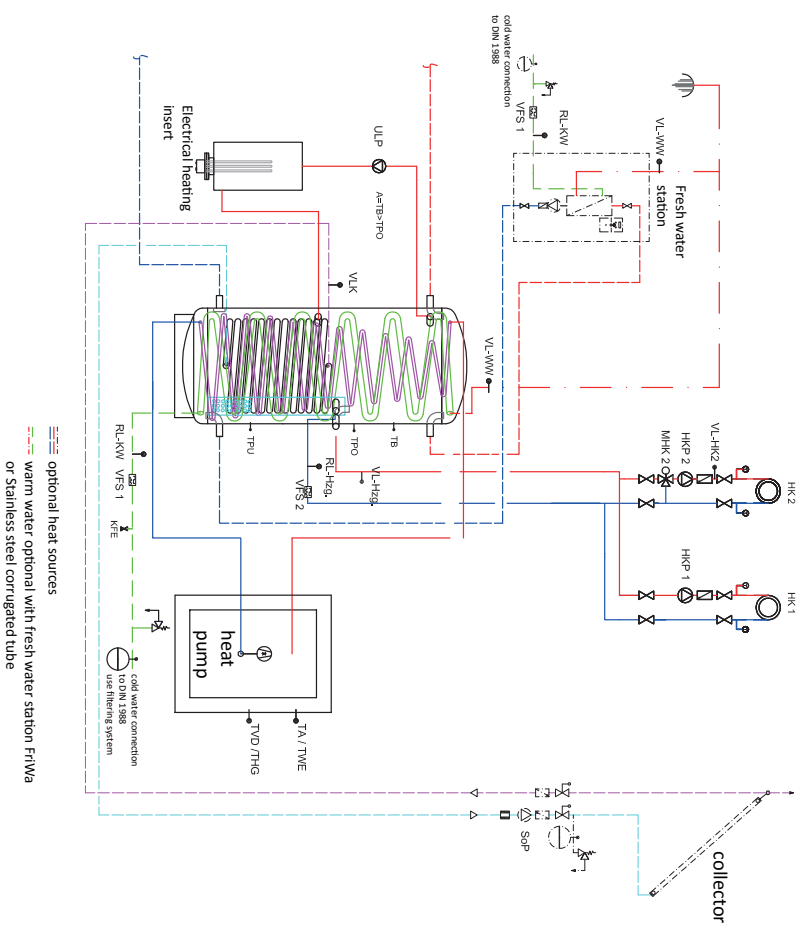 cold water connection
to DIN 1988
VFS 1
RL-KW
VL-WW
Fresh water
station
Electrical heating
insert
ULP
A=TB>TPO
VLK
VL-WW
TPU
TPO
TB
RL-KW
VFS 1
KFE
RL-Hzg.
VFS 2
VL-Hzg.
MHK 2
HKP 2
VL-HK2
HK 2
HKP 1
HK 1
heat
pump
TVD /THG
TA / TWE
cold water connection
to DIN 1988
use filtering system
SoP
collector
optional heat sources
warm water optional with fresh water station FriWa
or Stainless steel corrugated tube